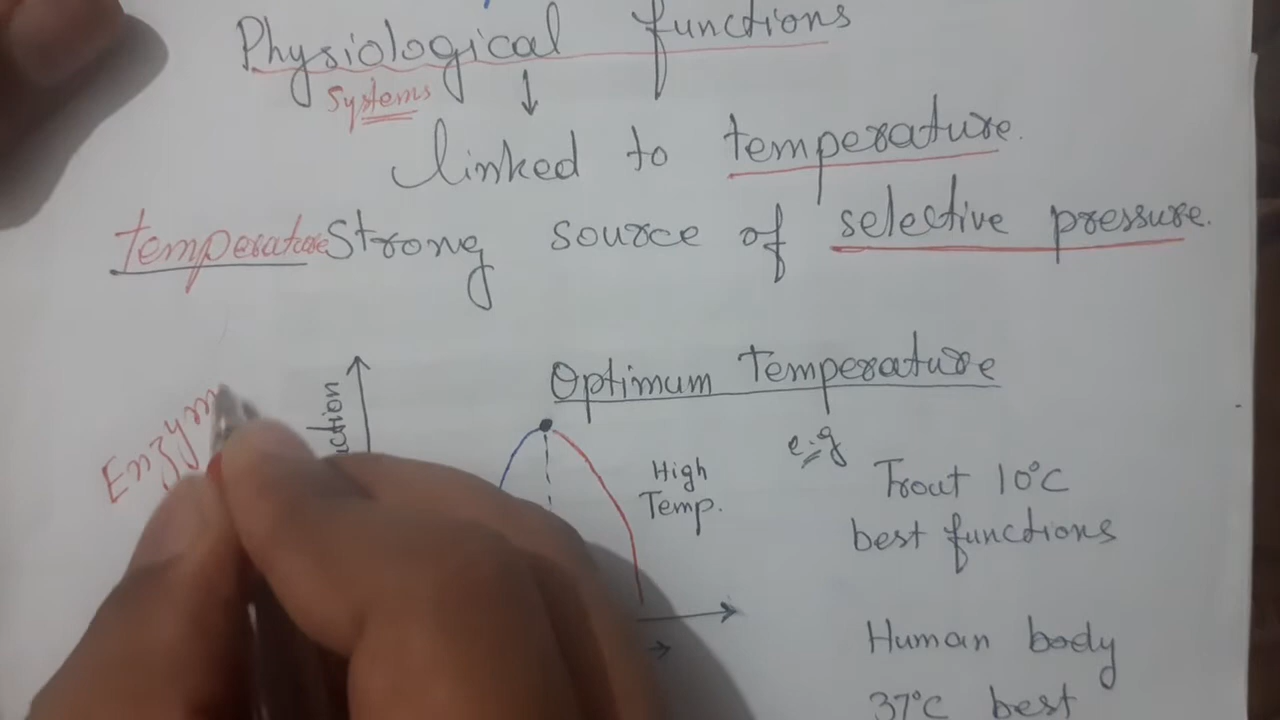 Physiological functions
Systems
linked to temperature.
temperature Strong source of selective pressure.
Optimum Temperature
Enzym
e.g
High
Temp.
Trout 10°C
best functions
Human body
37°C best